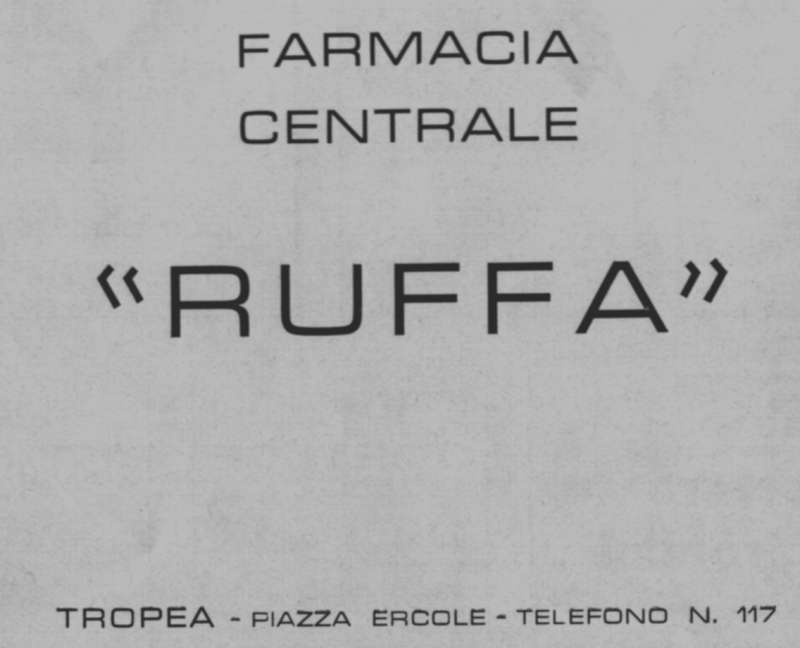 FARMACIA
CENTRALE
“RUFFA”
TROPEA - PIAZZA ERCOLE - TELEFONO N. 117